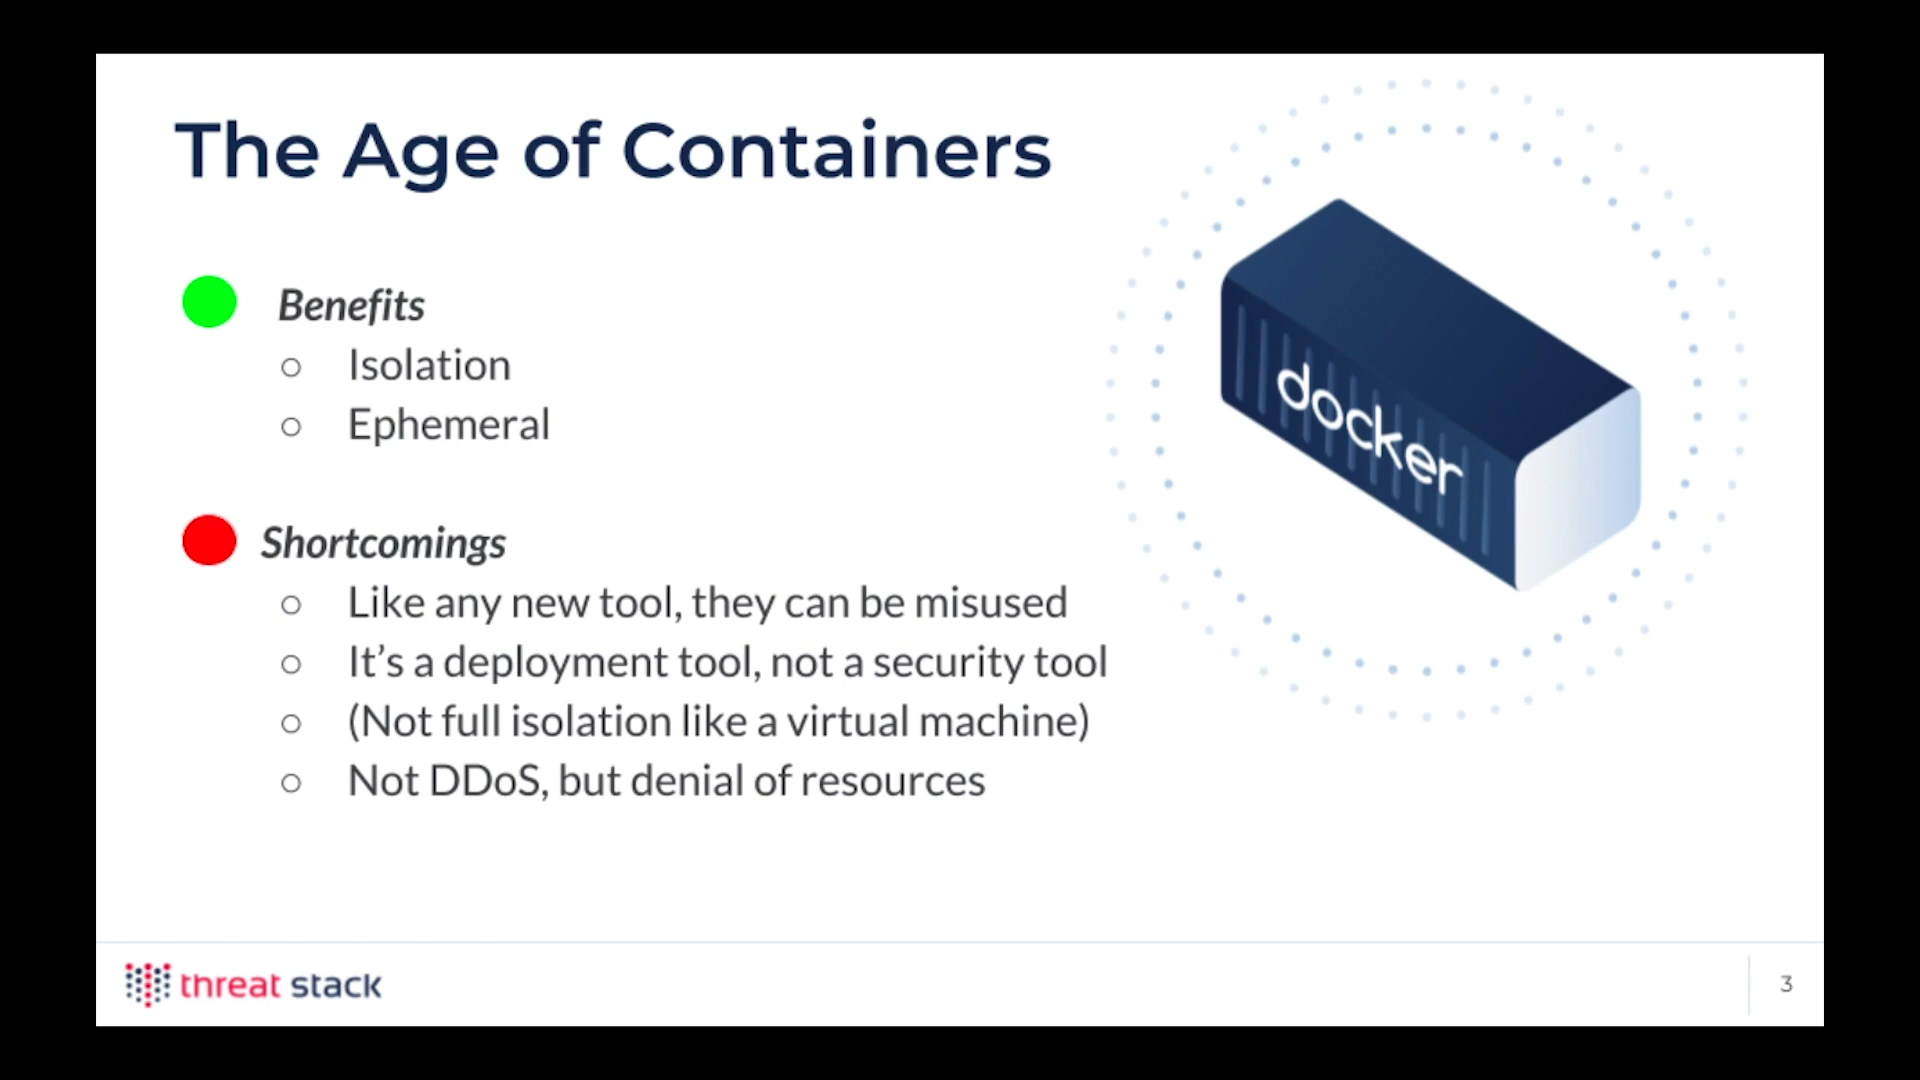 The Age of Containers
Benefits
○ Isolation
○ Ephemeral
Shortcomings
○ Like any new tool, they can be misused
○ It's a deployment tool, not a security tool
○ (Not full isolation like a virtual machine)
○ Not DDoS, but denial of resources
docker
threat stack
3